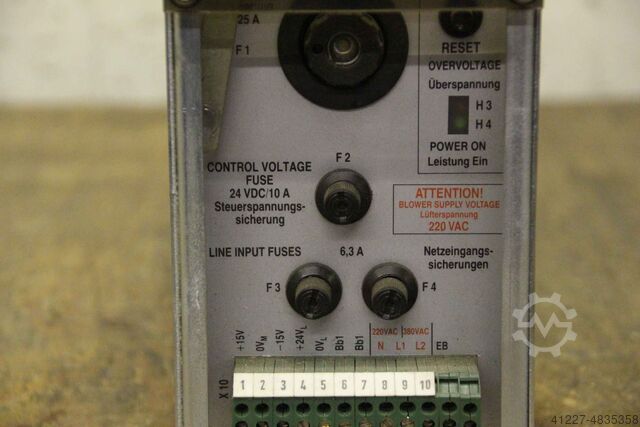 25 A
F 1
RESET
OVERVOLTAGE
Überspannung
H 3
H 4
POWER ON
Leistung Ein
CONTROL VOLTAGE
FUSE
24 VDC/10 A
Steuerspannungs-
sicherung
F 2
ATTENTION!
BLOWER SUPPLY VOLTAGE
Lüfterspannung
220 VAC
LINE INPUT FUSES 6,3 A Netzeingangs-
sicherungen
F 3
F 4
220VAC 380VAC
+15V 0VM -15V +24VL 0VL Bb1 Bb1 N L1 L2 EB
X 10 1 2 3 4 5 6 7 8 9 10
41227-4835358